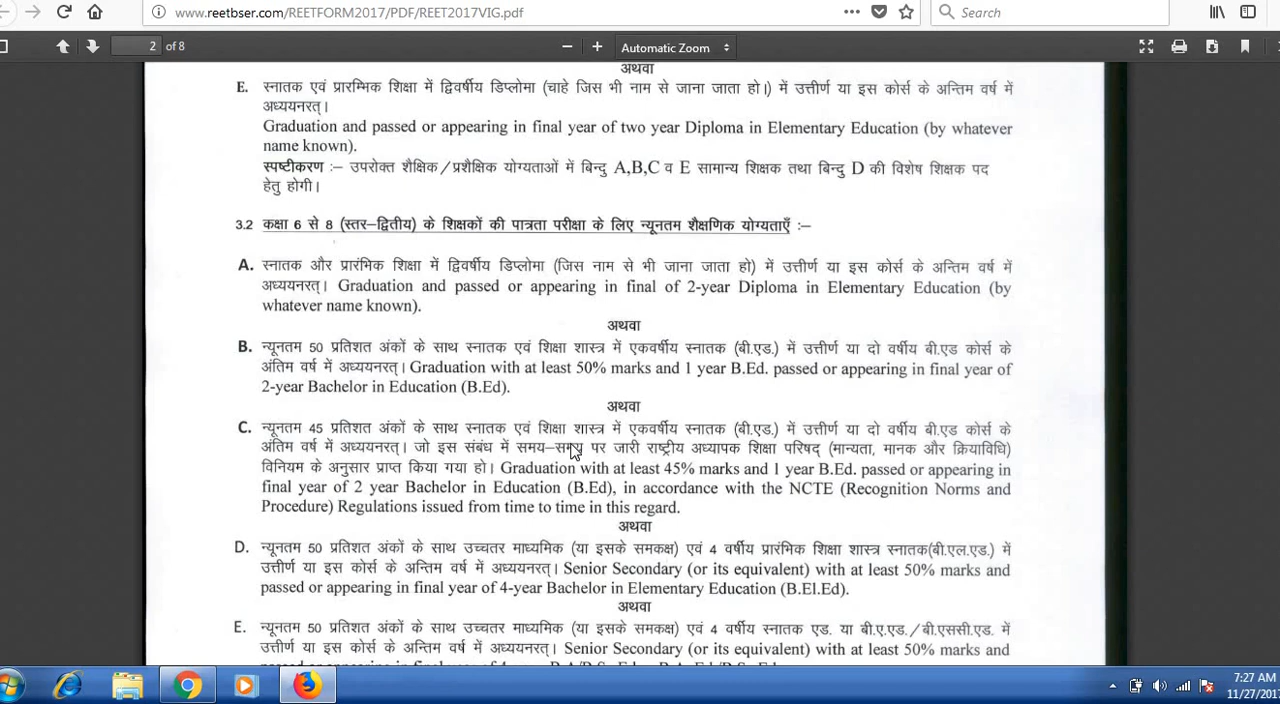 www.reetbser.com/REETFORM2017/PDF/REET2017VIG.pdf
Search
2 of 8
Automatic Zoom
अथवा
E. स्नातक एवं प्रारम्भिक शिक्षा में द्विवर्षीय डिप्लोमा (चाहे जिस भी नाम से जाना जाता हो।) में उत्तीर्ण या इस कोर्स के अन्तिम वर्ष में
अध्ययनरत्।
Graduation and passed or appearing in final year of two year Diploma in Elementary Education (by whatever
name known).
स्पष्टीकरण :– उपरोक्त शैक्षिक/प्रशैक्षिक योग्यताओं में बिन्दु A,B,C व E सामान्य शिक्षक तथा बिन्दु D की विशेष शिक्षक पद
हेतु होगी।
3.2 कक्षा 6 से 8 (स्तर–द्वितीय) के शिक्षकों की पात्रता परीक्षा के लिए न्यूनतम शैक्षणिक योग्यताएँ :–
A. स्नातक और प्रारंभिक शिक्षा में द्विवर्षीय डिप्लोमा (जिस नाम से भी जाना जाता हो) में उत्तीर्ण या इस कोर्स के अन्तिम वर्ष में
अध्ययनरत्। Graduation and passed or appearing in final of 2-year Diploma in Elementary Education (by
whatever name known).
अथवा
B. न्यूनतम 50 प्रतिशत अंकों के साथ स्नातक एवं शिक्षा शास्त्र में एकवर्षीय स्नातक (बी.एड.) में उत्तीर्ण या दो वर्षीय बी.एड कोर्स के
अंतिम वर्ष में अध्ययनरत्। Graduation with at least 50% marks and 1 year B.Ed. passed or appearing in final year of
2-year Bachelor in Education (B.Ed).
अथवा
C. न्यूनतम 45 प्रतिशत अंकों के साथ स्नातक एवं शिक्षा शास्त्र में एकवर्षीय स्नातक (बी.एड.) में उत्तीर्ण या दो वर्षीय बी.एड कोर्स के
अंतिम वर्ष में अध्ययनरत्। जो इस संबंध में समय–समय पर जारी राष्ट्रीय अध्यापक शिक्षा परिषद् (मान्यता, मानक और क्रियाविधि)
विनियम के अनुसार प्राप्त किया गया हो। Graduation with at least 45% marks and 1 year B.Ed. passed or appearing in
final year of 2 year Bachelor in Education (B.Ed), in accordance with the NCTE (Recognition Norms and
Procedure) Regulations issued from time to time in this regard.
अथवा
D. न्यूनतम 50 प्रतिशत अंकों के साथ उच्चतर माध्यमिक (या इसके समकक्ष) एवं 4 वर्षीय प्रारंभिक शिक्षा शास्त्र स्नातक(बी.एल.एड.) में
उत्तीर्ण या इस कोर्स के अन्तिम वर्ष में अध्ययनरत्। Senior Secondary (or its equivalent) with at least 50% marks and
passed or appearing in final year of 4-year Bachelor in Elementary Education (B.El.Ed).
अथवा
E. न्यूनतम 50 प्रतिशत अंकों के साथ उच्चतर माध्यमिक (या इसके समकक्ष) एवं 4 वर्षीय स्नातक एड. या बी.ए.एड./बी.एससी.एड. में
उत्तीर्ण या इस कोर्स के अन्तिम वर्ष में अध्ययनरत्। Senior Secondary (or its equivalent) with at least 50% marks and
7:27 AM
11/27/2017